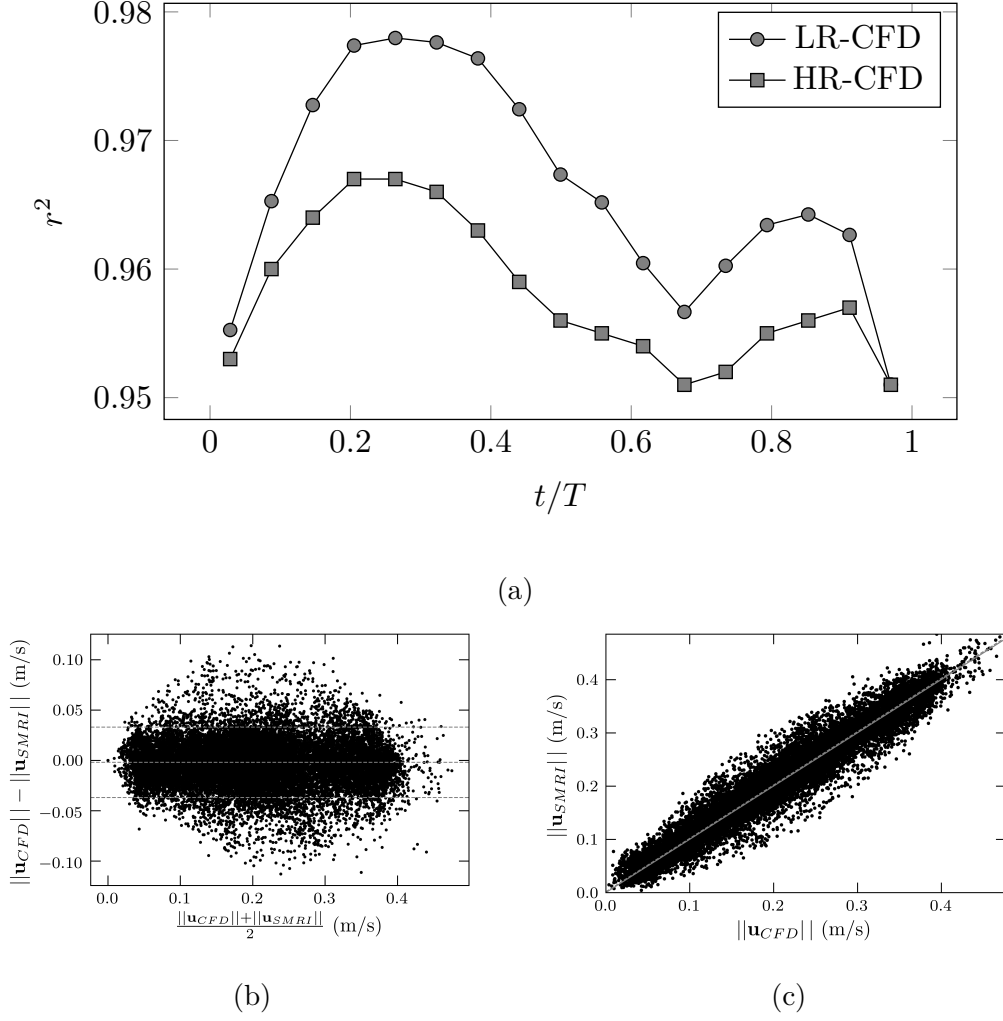 0.98
0.97
0.96
0.95
r²
LR-CFD
HR-CFD
0 0.2 0.4 0.6 0.8 1
t/T
(a)
0.10
0.05
0.00
−0.05
−0.10
||u_CFD|| − ||u_SMRI|| (m/s)
0.0 0.1 0.2 0.3 0.4
||u_CFD||+||u_SMRI||
2
(m/s)
(b)
0.4
0.3
0.2
0.1
0.0
||u_SMRI|| (m/s)
0.0 0.1 0.2 0.3 0.4
||u_CFD|| (m/s)
(c)